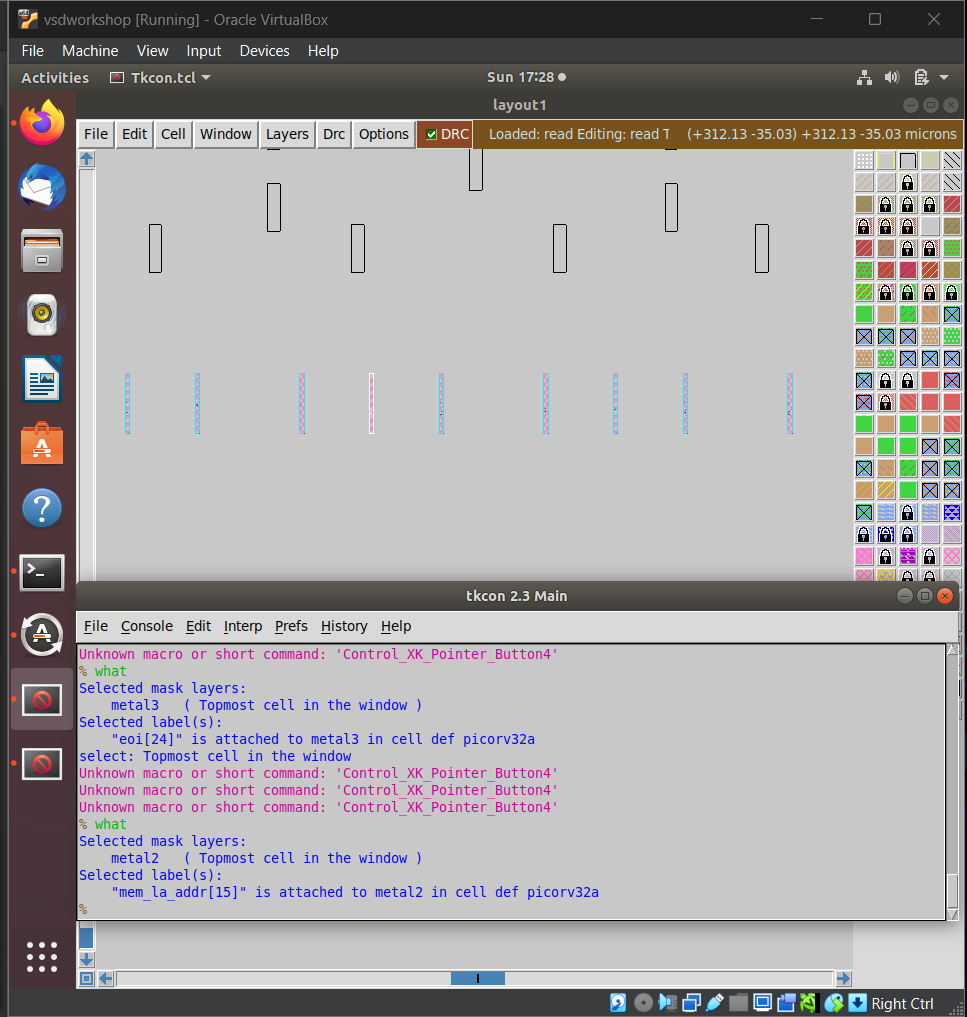 vsdworkshop [Running] - Oracle VirtualBox
File Machine View Input Devices Help
Activities Tkcon.tcl Sun 17:28
layout1
File Edit Cell Window Layers Drc Options DRC Loaded: read Editing: read T (+312.13 -35.03) +312.13 -35.03 microns
tkcon 2.3 Main
File Console Edit Interp Prefs History Help
Unknown macro or short command: 'Control_XK_Pointer_Button4'
% what
Selected mask layers:
metal3 ( Topmost cell in the window )
Selected label(s):
"eoi[24]" is attached to metal3 in cell def picorv32a
select: Topmost cell in the window
Unknown macro or short command: 'Control_XK_Pointer_Button4'
Unknown macro or short command: 'Control_XK_Pointer_Button4'
Unknown macro or short command: 'Control_XK_Pointer_Button4'
% what
Selected mask layers:
metal2 ( Topmost cell in the window )
Selected label(s):
"mem_la_addr[15]" is attached to metal2 in cell def picorv32a
%
Right Ctrl